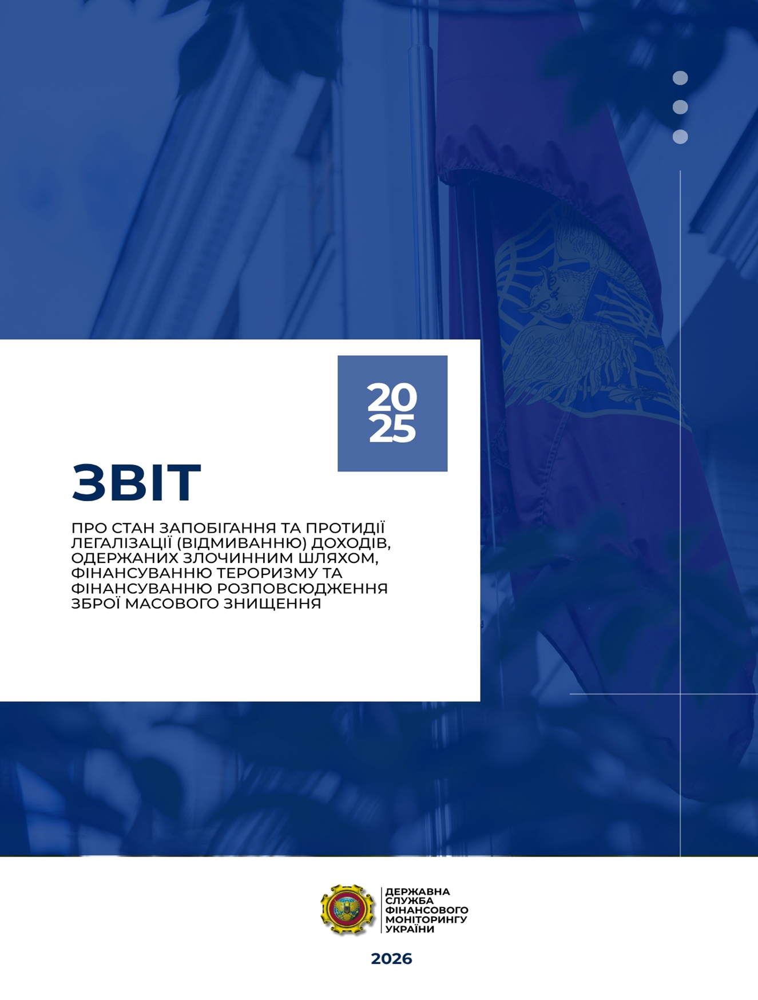 20
25
ЗВІТ
ПРО СТАН ЗАПОБІГАННЯ ТА ПРОТИДІЇ
ЛЕГАЛІЗАЦІЇ (ВІДМИВАННЮ) ДОХОДІВ,
ОДЕРЖАНИХ ЗЛОЧИННИМ ШЛЯХОМ,
ФІНАНСУВАННЮ ТЕРОРИЗМУ ТА
ФІНАНСУВАННЮ РОЗПОВСЮДЖЕННЯ
ЗБРОЇ МАСОВОГО ЗНИЩЕННЯ
ДЕРЖАВНА
СЛУЖБА
ФІНАНСОВОГО
МОНІТОРИНГУ
УКРАЇНИ
2026